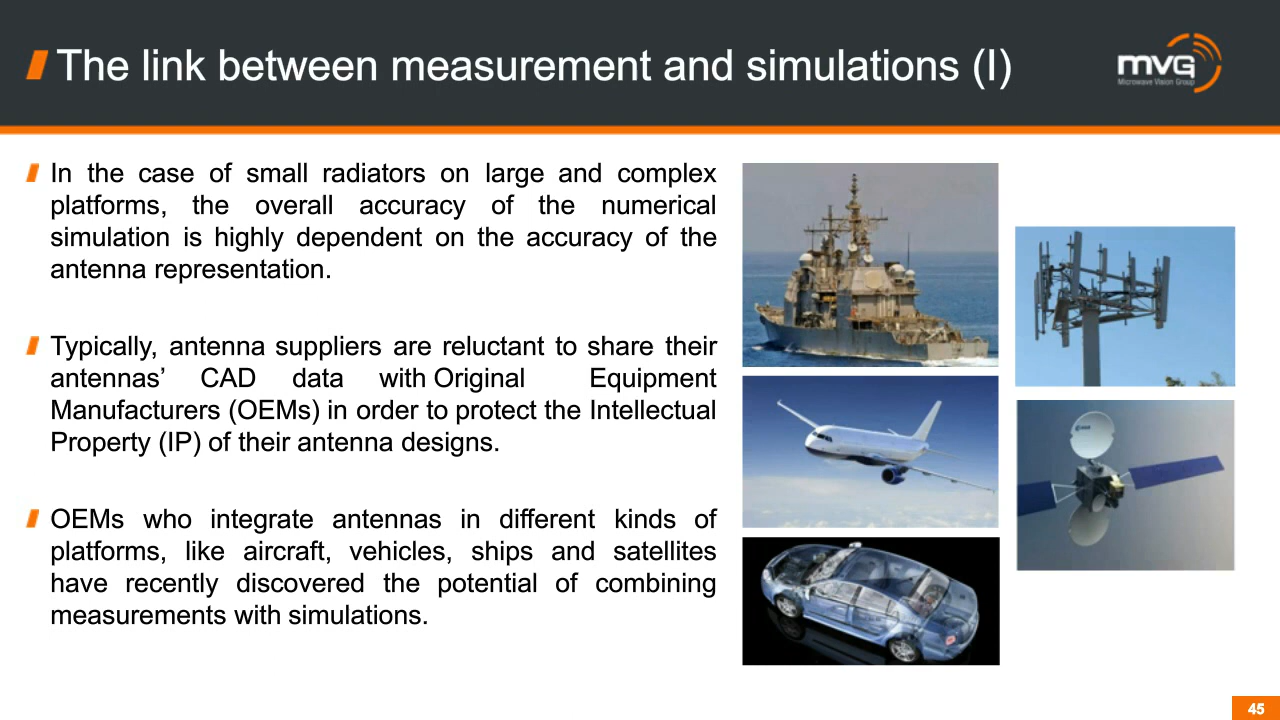 The link between measurement and simulations (I)
mvg
Microwave Vision Group
In the case of small radiators on large and complex
platforms, the overall accuracy of the numerical
simulation is highly dependent on the accuracy of the
antenna representation.
Typically, antenna suppliers are reluctant to share their
antennas’ CAD data with Original Equipment
Manufacturers (OEMs) in order to protect the Intellectual
Property (IP) of their antenna designs.
OEMs who integrate antennas in different kinds of
platforms, like aircraft, vehicles, ships and satellites
have recently discovered the potential of combining
measurements with simulations.
45